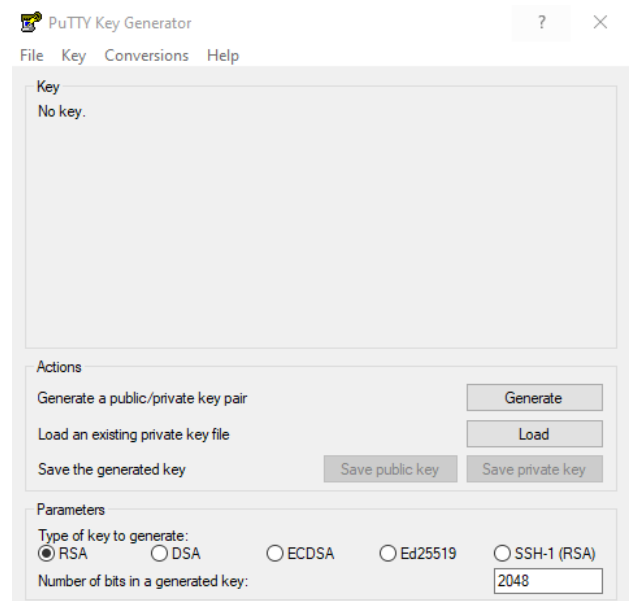 PuTTY Key Generator ?
File Key Conversions Help
Key
No key.
Actions
Generate a public/private key pair Generate
Load an existing private key file Load
Save the generated key Save public key Save private key
Parameters
Type of key to generate:
RSA DSA ECDSA Ed25519 SSH-1 (RSA)
Number of bits in a generated key: 2048